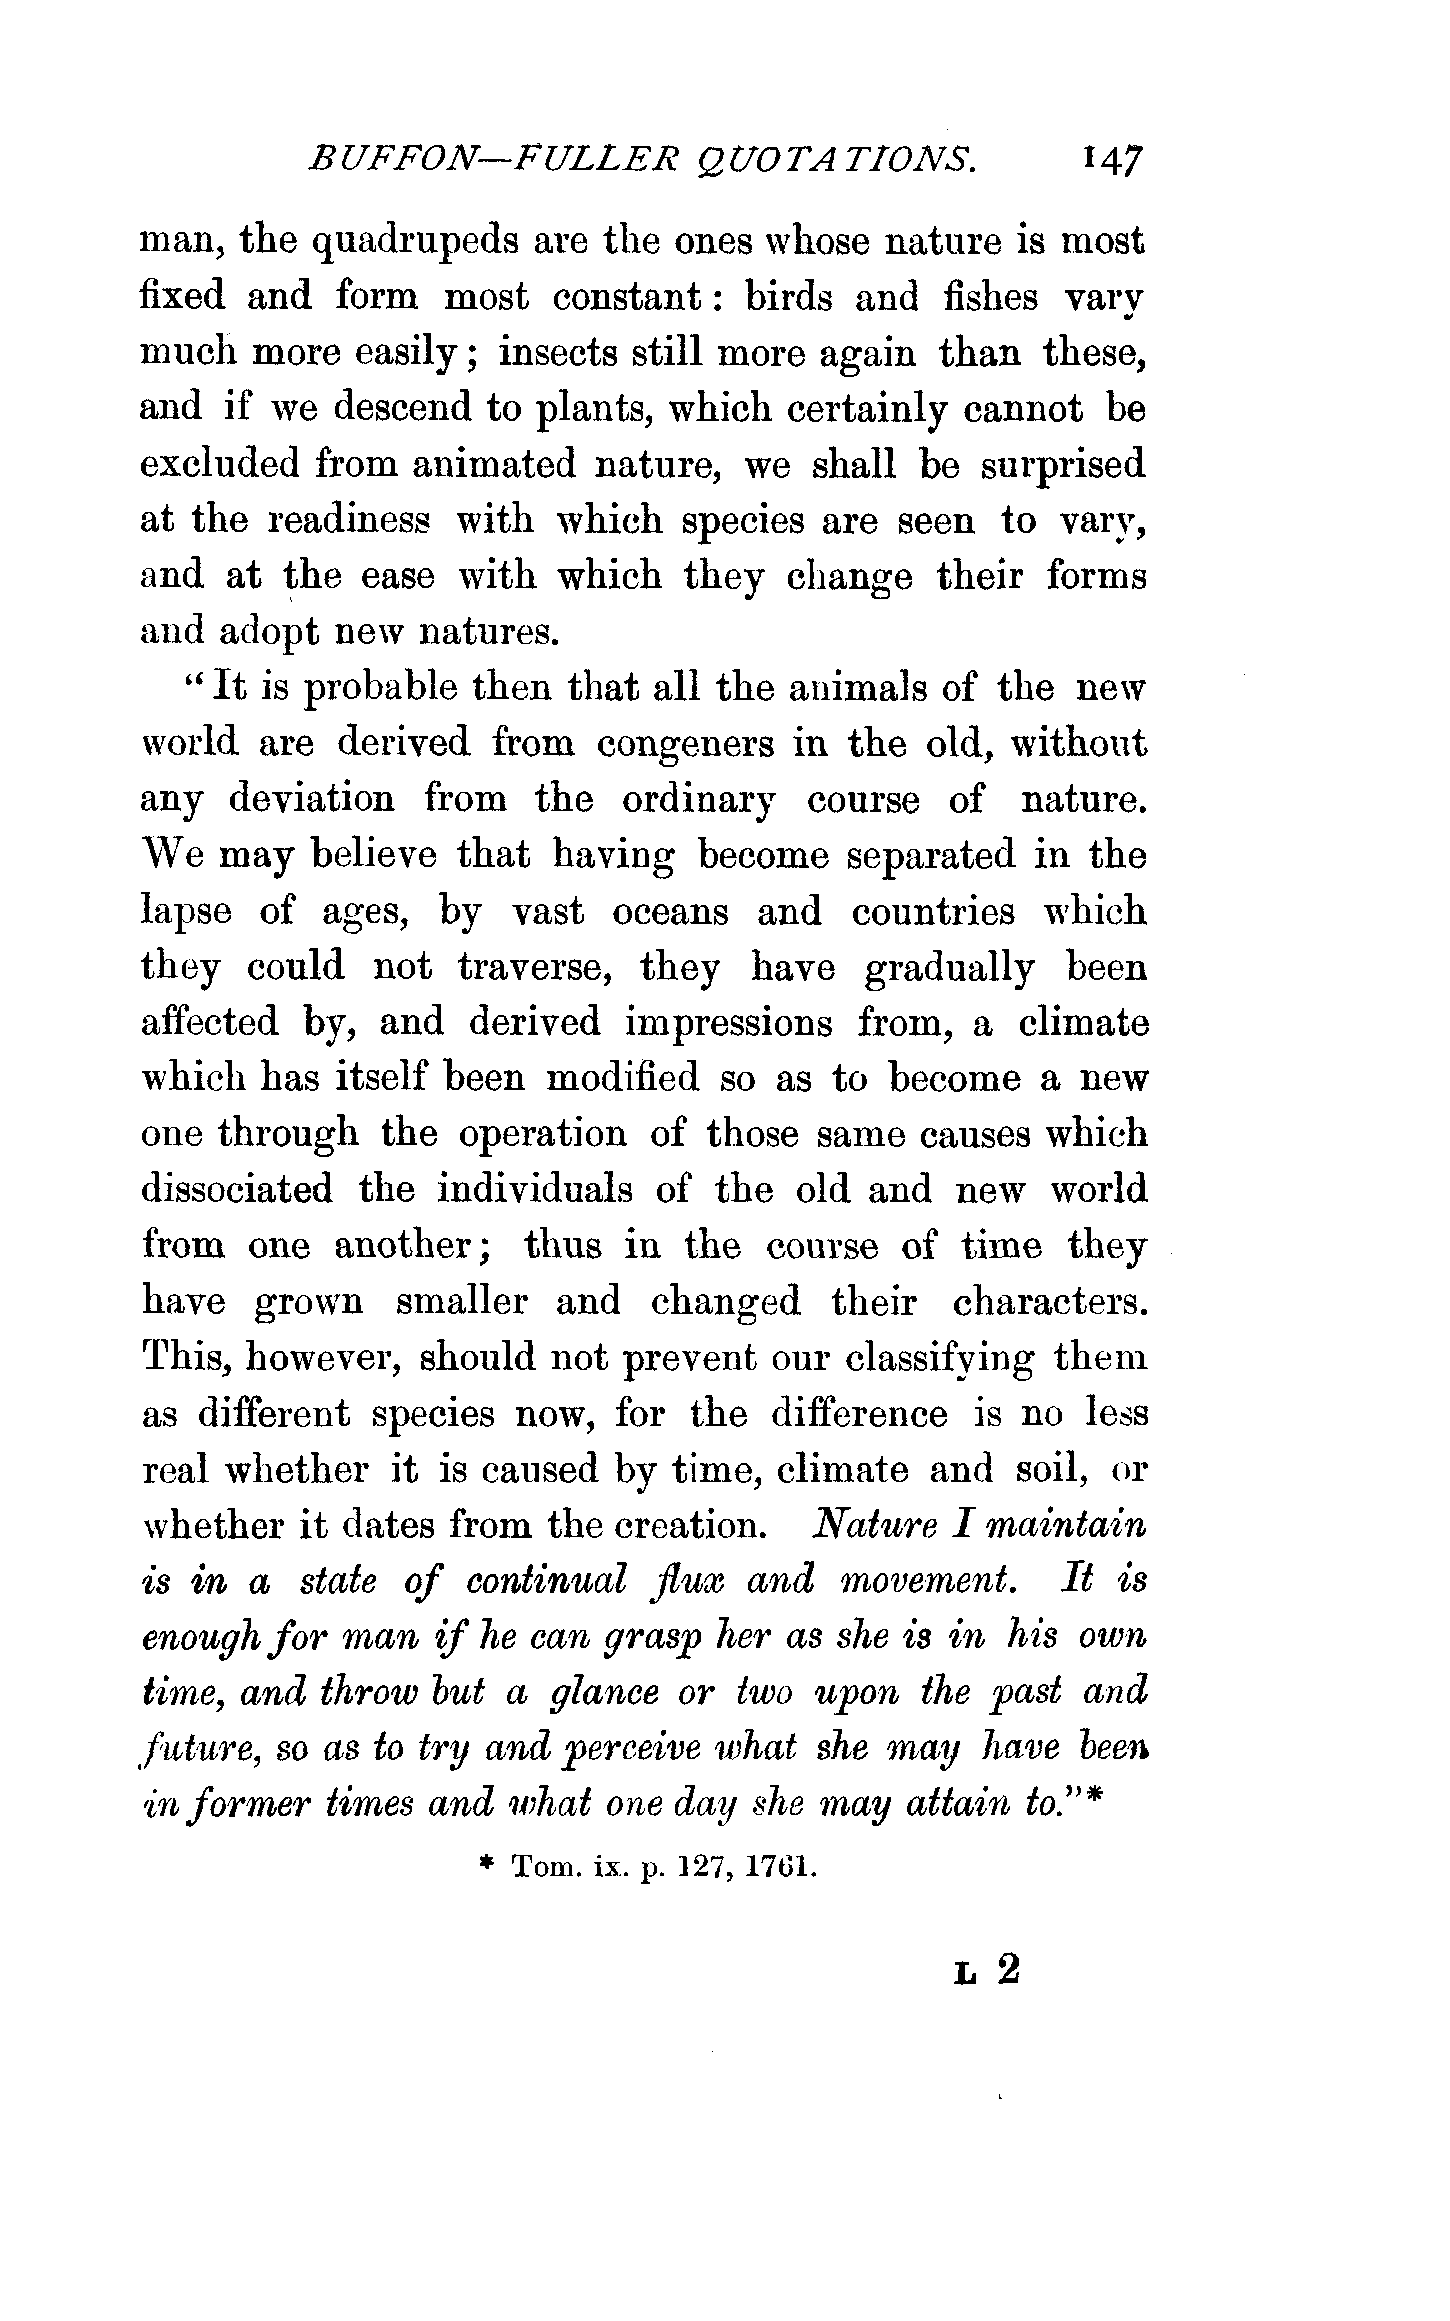 BUFFON—FULLER QUOTATIONS. 147
man, the quadrupeds are the ones whose nature is most
fixed and form most constant : birds and fishes vary
much more easily ; insects still more again than these,
and if we descend to plants, which certainly cannot be
excluded from animated nature, we shall be surprised
at the readiness with which species are seen to vary,
and at the ease with which they change their forms
and adopt new natures.
“It is probable then that all the animals of the new
world are derived from congeners in the old, without
any deviation from the ordinary course of nature.
We may believe that having become separated in the
lapse of ages, by vast oceans and countries which
they could not traverse, they have gradually been
affected by, and derived impressions from, a climate
which has itself been modified so as to become a new
one through the operation of those same causes which
dissociated the individuals of the old and new world
from one another ; thus in the course of time they
have grown smaller and changed their characters.
This, however, should not prevent our classifying them
as different species now, for the difference is no less
real whether it is caused by time, climate and soil, or
whether it dates from the creation. Nature I maintain
is in a state of continual flux and movement. It is
enough for man if he can grasp her as she is in his own
time, and throw but a glance or two upon the past and
future, so as to try and perceive what she may have been
in former times and what one day she may attain to.”*
* Tom. ix. p. 127, 1761.
L 2